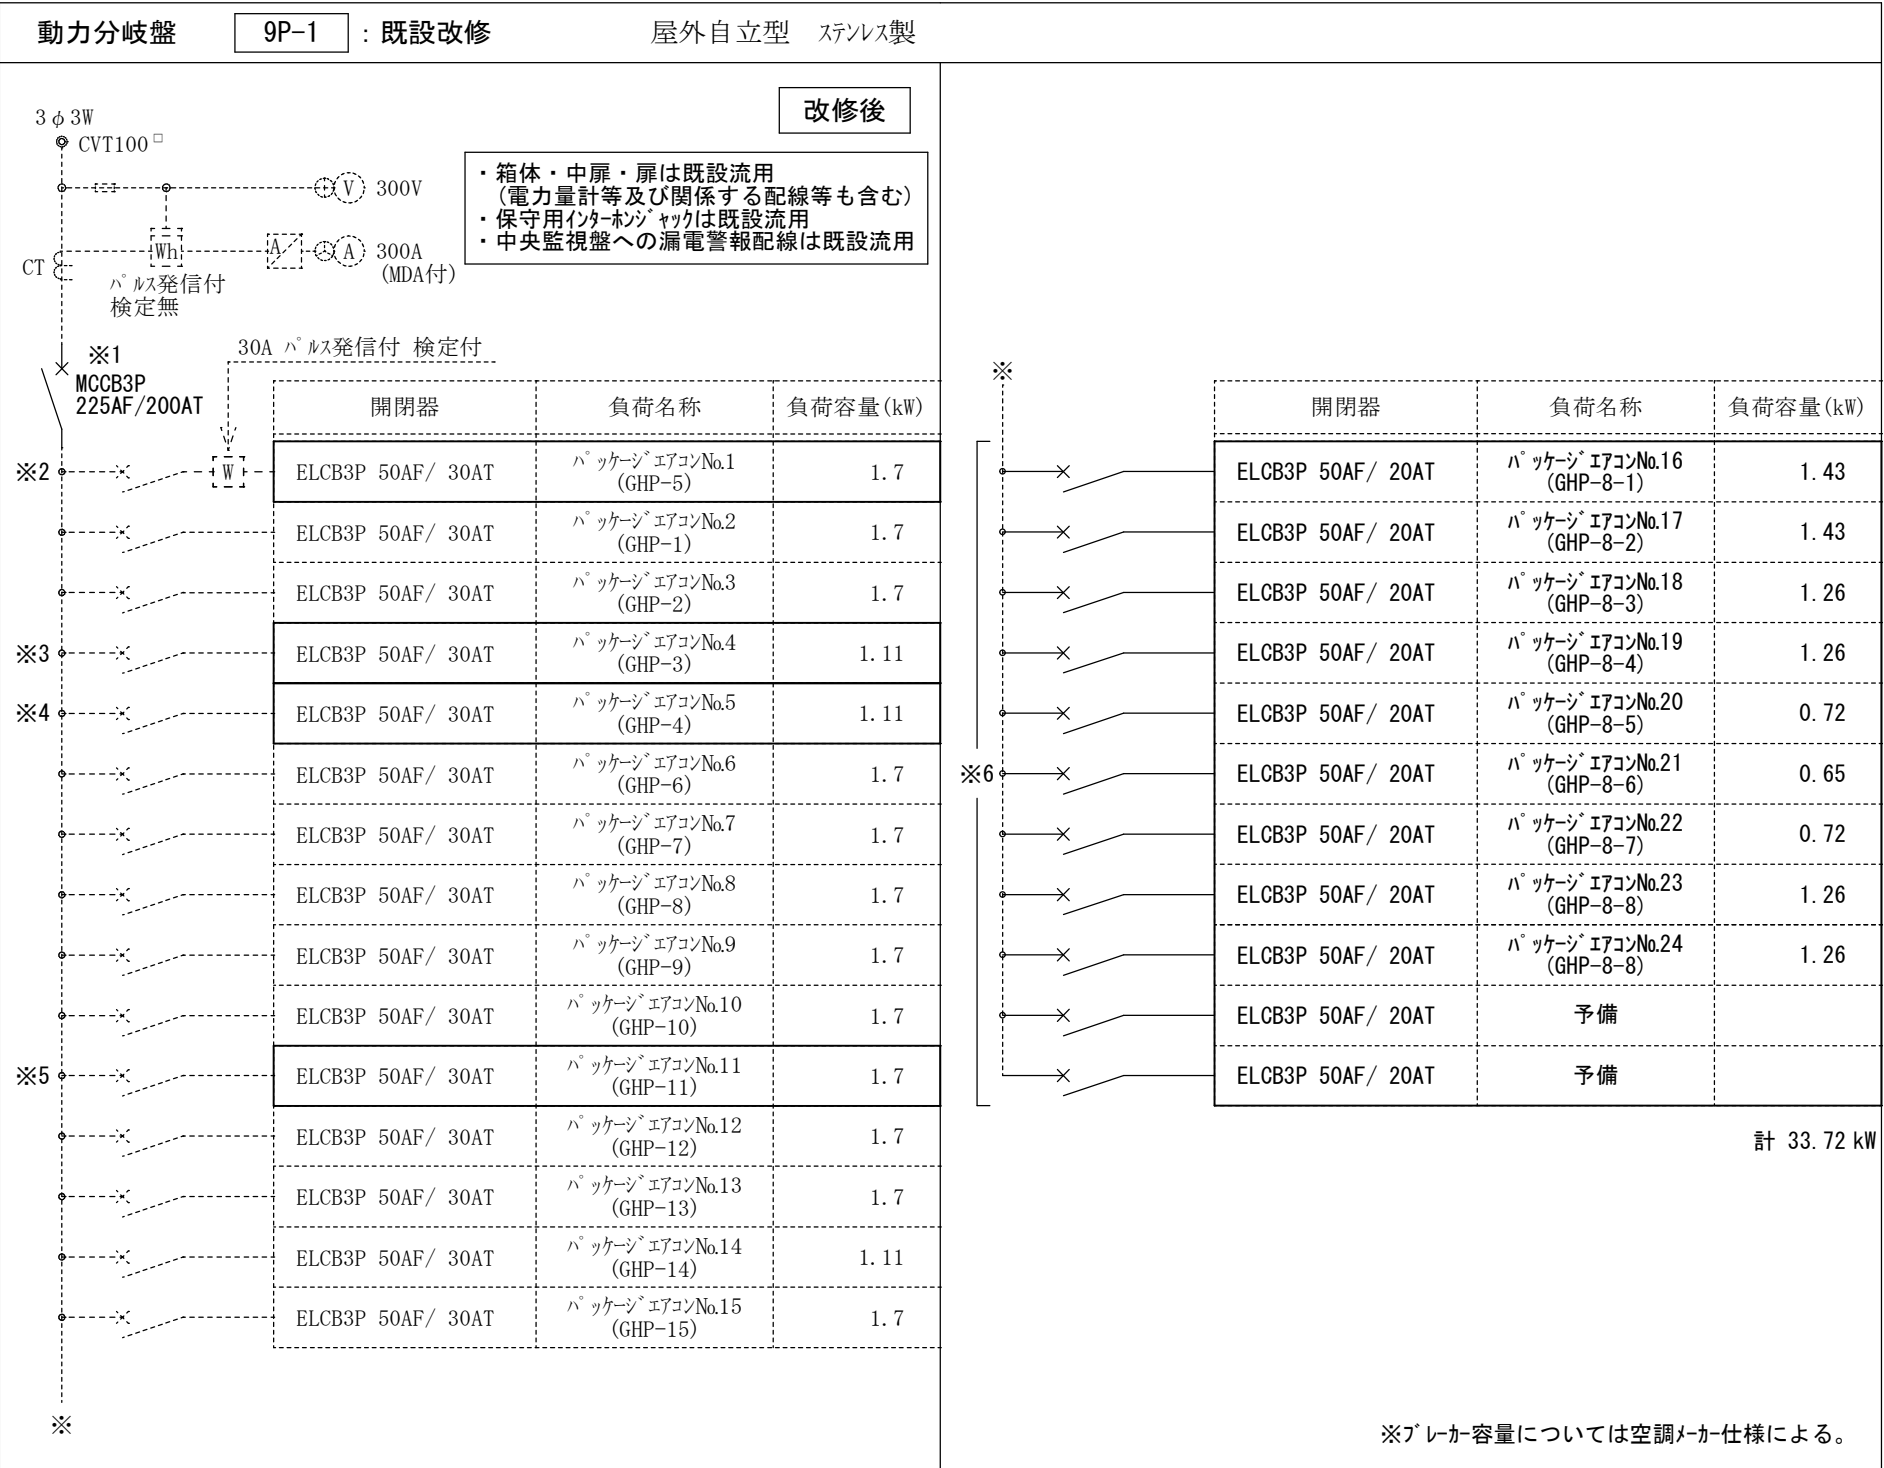 動力分岐盤 9P-1 : 既設改修 屋外自立型 ステンレス製
改修後
3φ3W
CVT100□
V 300V
Wh A A 300A
(MDA付)
CT
パルス発信付
検定無
・箱体・中扉・扉は既設流用
(電力量計等及び関係する配線等も含む)
・保守用インターホンジャックは既設流用
・中央監視盤への漏電警報配線は既設流用
※1
MCCB3P
225AF/200AT
30A パルス発信付 検定付
開閉器 負荷名称 負荷容量(kW)
※2 W ELCB3P 50AF/ 30AT パッケージエアコンNo.1 1.7
(GHP-5)
ELCB3P 50AF/ 30AT パッケージエアコンNo.2 1.7
(GHP-1)
ELCB3P 50AF/ 30AT パッケージエアコンNo.3 1.7
(GHP-2)
※3 ELCB3P 50AF/ 30AT パッケージエアコンNo.4 1.11
(GHP-3)
※4 ELCB3P 50AF/ 30AT パッケージエアコンNo.5 1.11
(GHP-4)
ELCB3P 50AF/ 30AT パッケージエアコンNo.6 1.7
(GHP-6)
ELCB3P 50AF/ 30AT パッケージエアコンNo.7 1.7
(GHP-7)
ELCB3P 50AF/ 30AT パッケージエアコンNo.8 1.7
(GHP-8)
ELCB3P 50AF/ 30AT パッケージエアコンNo.9 1.7
(GHP-9)
ELCB3P 50AF/ 30AT パッケージエアコンNo.10 1.7
(GHP-10)
※5 ELCB3P 50AF/ 30AT パッケージエアコンNo.11 1.7
(GHP-11)
ELCB3P 50AF/ 30AT パッケージエアコンNo.12 1.7
(GHP-12)
ELCB3P 50AF/ 30AT パッケージエアコンNo.13 1.7
(GHP-13)
ELCB3P 50AF/ 30AT パッケージエアコンNo.14 1.11
(GHP-14)
ELCB3P 50AF/ 30AT パッケージエアコンNo.15 1.7
(GHP-15)
※
※
開閉器 負荷名称 負荷容量(kW)
ELCB3P 50AF/ 20AT パッケージエアコンNo.16 1.43
(GHP-8-1)
ELCB3P 50AF/ 20AT パッケージエアコンNo.17 1.43
(GHP-8-2)
ELCB3P 50AF/ 20AT パッケージエアコンNo.18 1.26
(GHP-8-3)
ELCB3P 50AF/ 20AT パッケージエアコンNo.19 1.26
(GHP-8-4)
ELCB3P 50AF/ 20AT パッケージエアコンNo.20 0.72
(GHP-8-5)
※6 ELCB3P 50AF/ 20AT パッケージエアコンNo.21 0.65
(GHP-8-6)
ELCB3P 50AF/ 20AT パッケージエアコンNo.22 0.72
(GHP-8-7)
ELCB3P 50AF/ 20AT パッケージエアコンNo.23 1.26
(GHP-8-8)
ELCB3P 50AF/ 20AT パッケージエアコンNo.24 1.26
(GHP-8-8)
ELCB3P 50AF/ 20AT 予備
ELCB3P 50AF/ 20AT 予備
計 33.72 kW
※ブレーカー容量については空調メーカー仕様による。